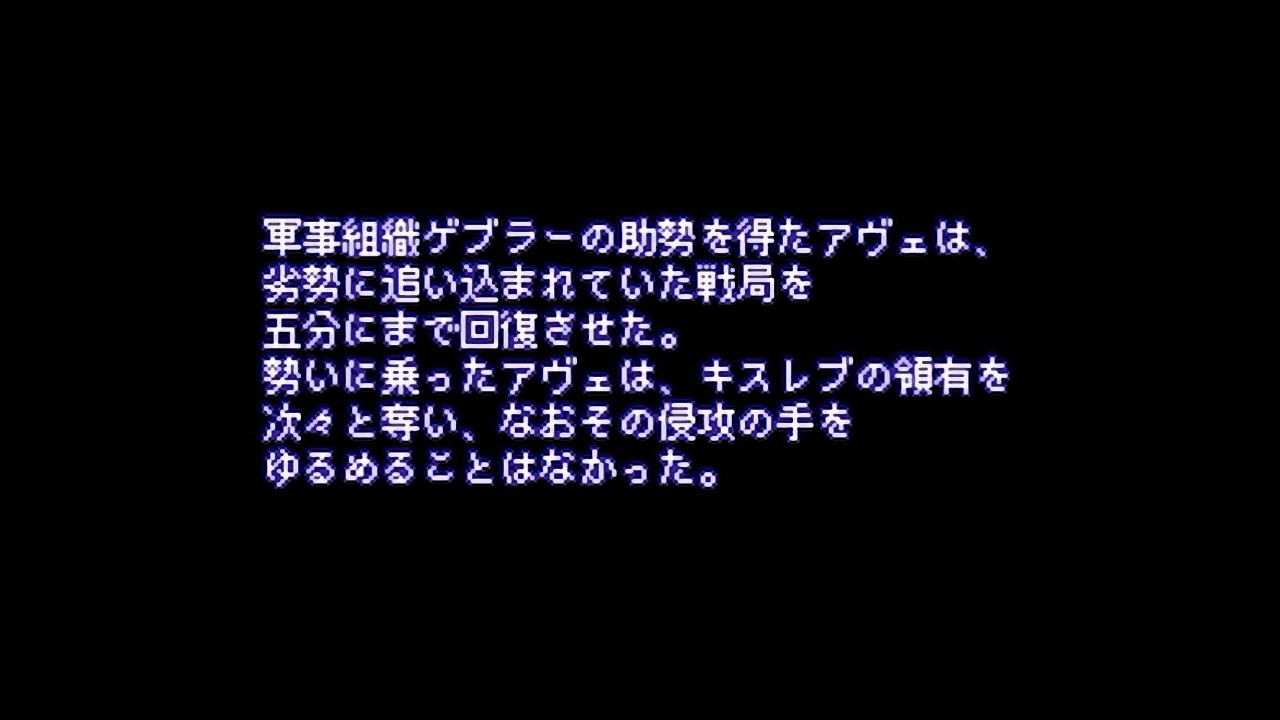 軍事組織ゲブラーの助勢を得たアヴェは、
劣勢に追い込まれていた戦局を
五分にまで回復させた。
勢いに乗ったアヴェは、キスレブの領有を
次々と奪い、なおその侵攻の手を
ゆるめることはなかった。